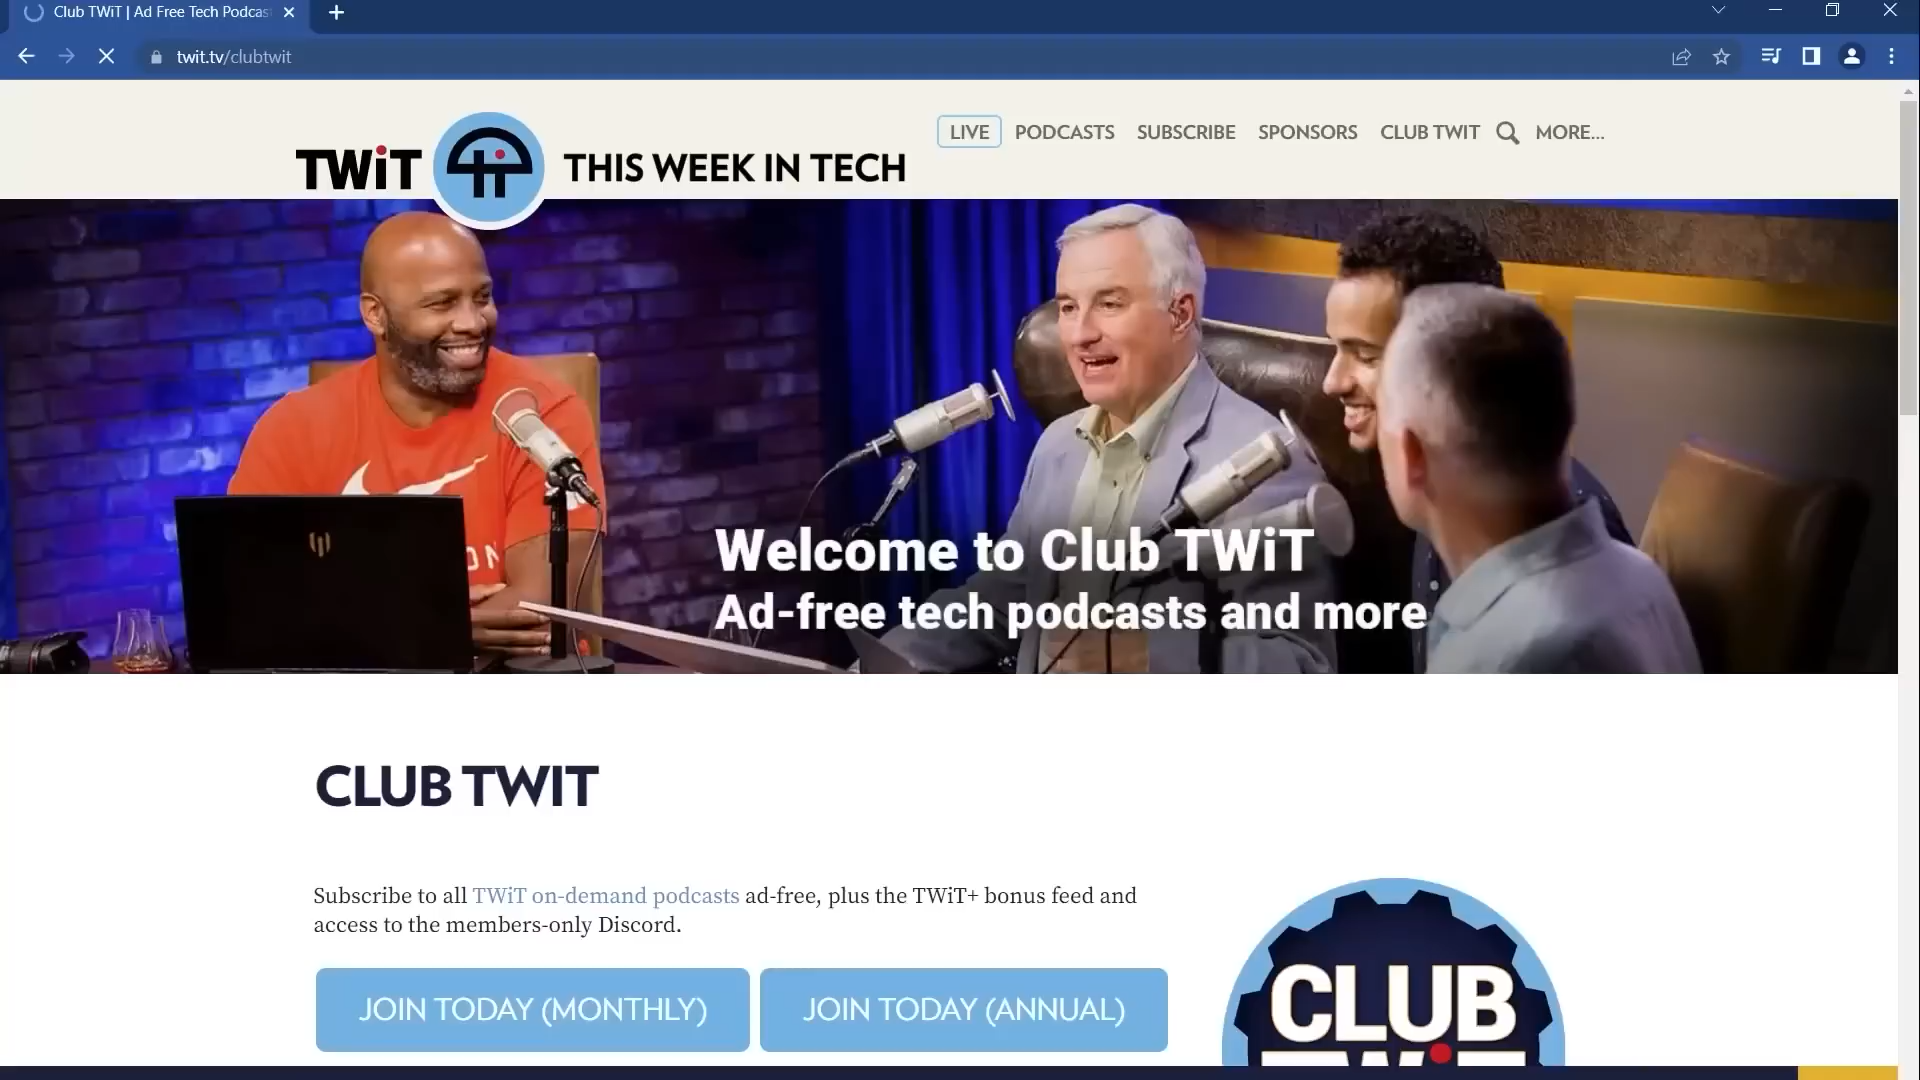 Club TWiT | Ad Free Tech Podcas
twit.tv/clubtwit
TWiT
THIS WEEK IN TECH
LIVE PODCASTS SUBSCRIBE SPONSORS CLUB TWIT MORE...
Welcome to Club TWiT
Ad-free tech podcasts and more
CLUB TWIT
Subscribe to all TWiT on-demand podcasts ad-free, plus the TWiT+ bonus feed and
access to the members-only Discord.
JOIN TODAY (MONTHLY) JOIN TODAY (ANNUAL)
CLUB
TWiT